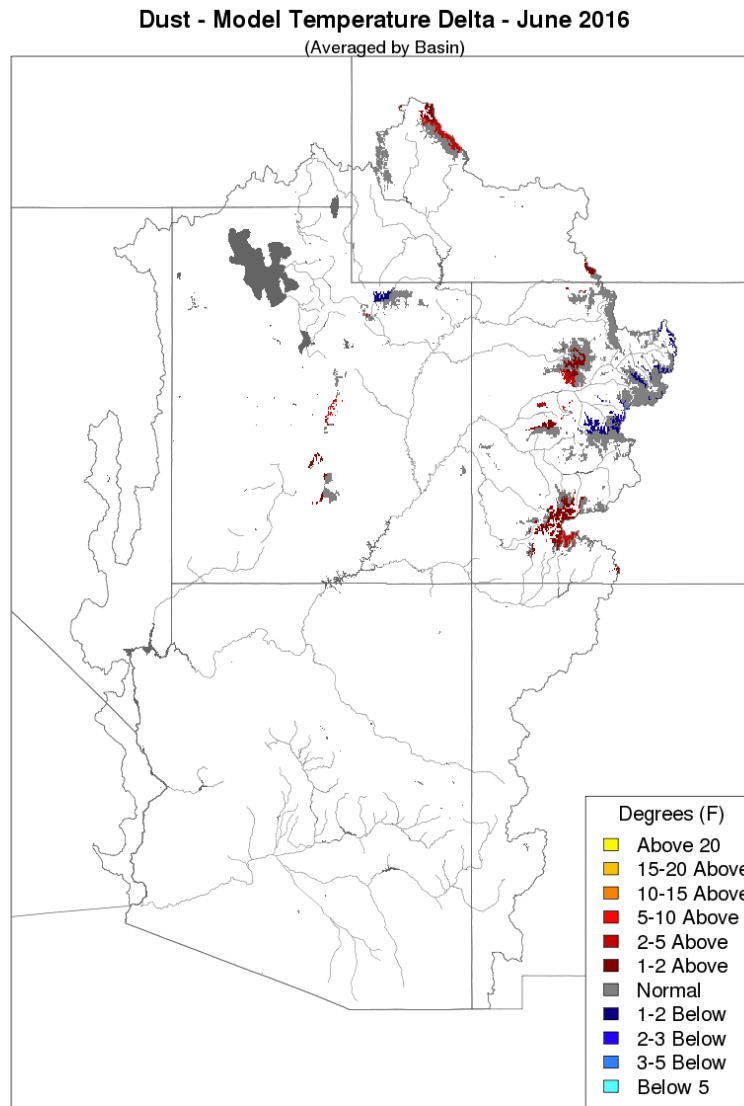 Dust - Model Temperature Delta - June 2016
(Averaged by Basin)
Degrees (F)
Above 20
15-20 Above
10-15 Above
5-10 Above
2-5 Above
1-2 Above
Normal
1-2 Below
2-3 Below
3-5 Below
Below 5